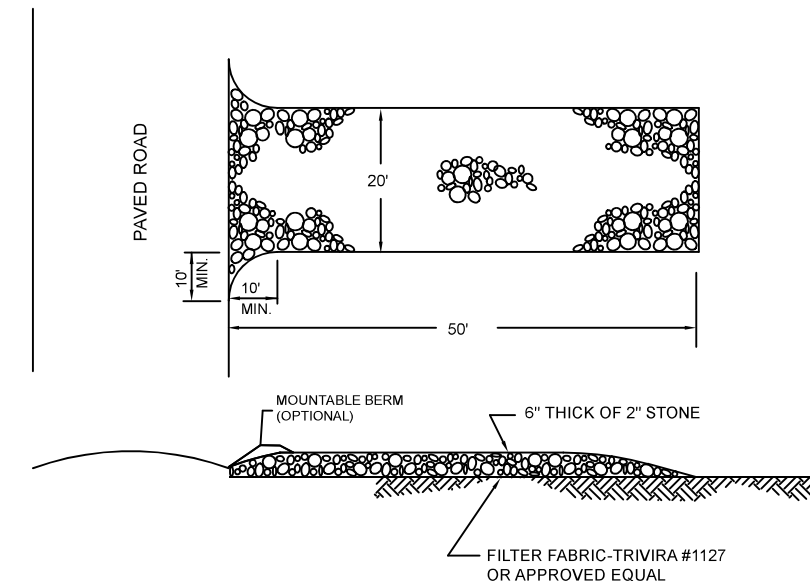 PAVED ROAD
20'
10'
MIN.
10'
MIN.
50'
MOUNTABLE BERM
(OPTIONAL)
6" THICK OF 2" STONE
FILTER FABRIC-TRIVIRA #1127
OR APPROVED EQUAL